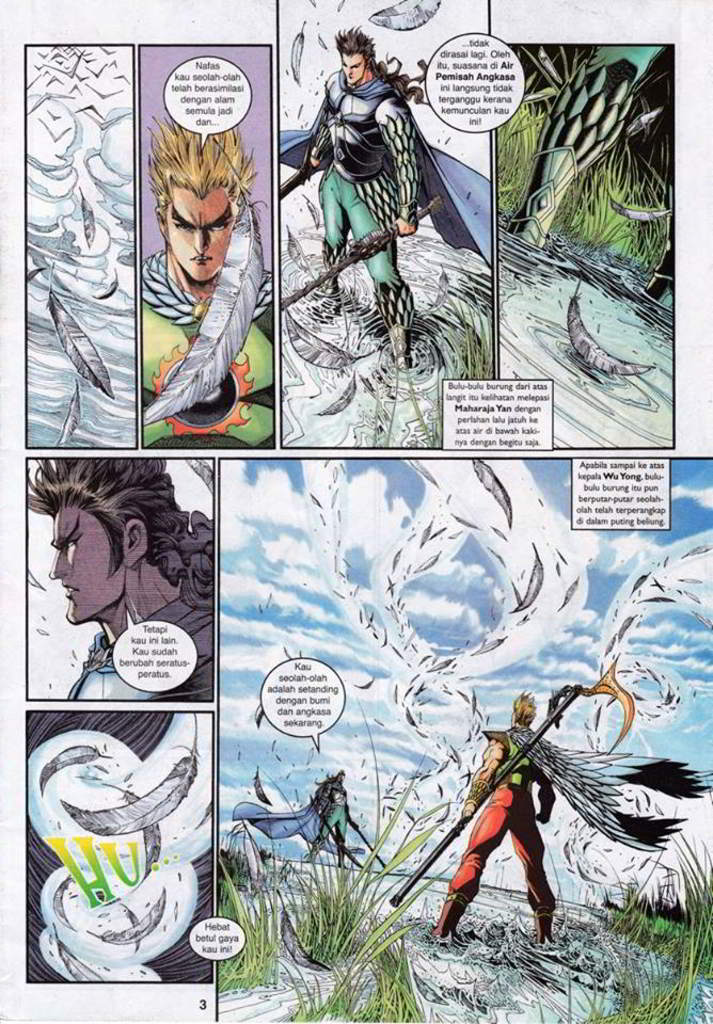 Nafas
kau seolah-olah
telah berasimilasi
dengan alam
semula jadi
dan...
...tidak
dirasai lagi. Oleh
itu, suasana di Air
Pemisah Angkasa
ini langsung tidak
terganggu kerana
kemunculan kau
ini!
Bulu-bulu burung dari atas
langit itu kelihatan melepasi
Maharaja Yan dengan
perlahan lalu jatuh ke
atas air di bawah kaki-
nya dengan begitu saja.
Tetapi
kau ini lain.
Kau sudah
berubah seratus-
peratus.
Apabila sampai ke atas
kepala Wu Yong, bulu-
bulu burung itu pun
berputar-putar seolah-
olah telah terperangkap
di dalam puting beliung.
Kau
seolah-olah
adalah setanding
dengan bumi
dan angkasa
sekarang.
HU...
Hebat
betul gaya
kau ini!
3